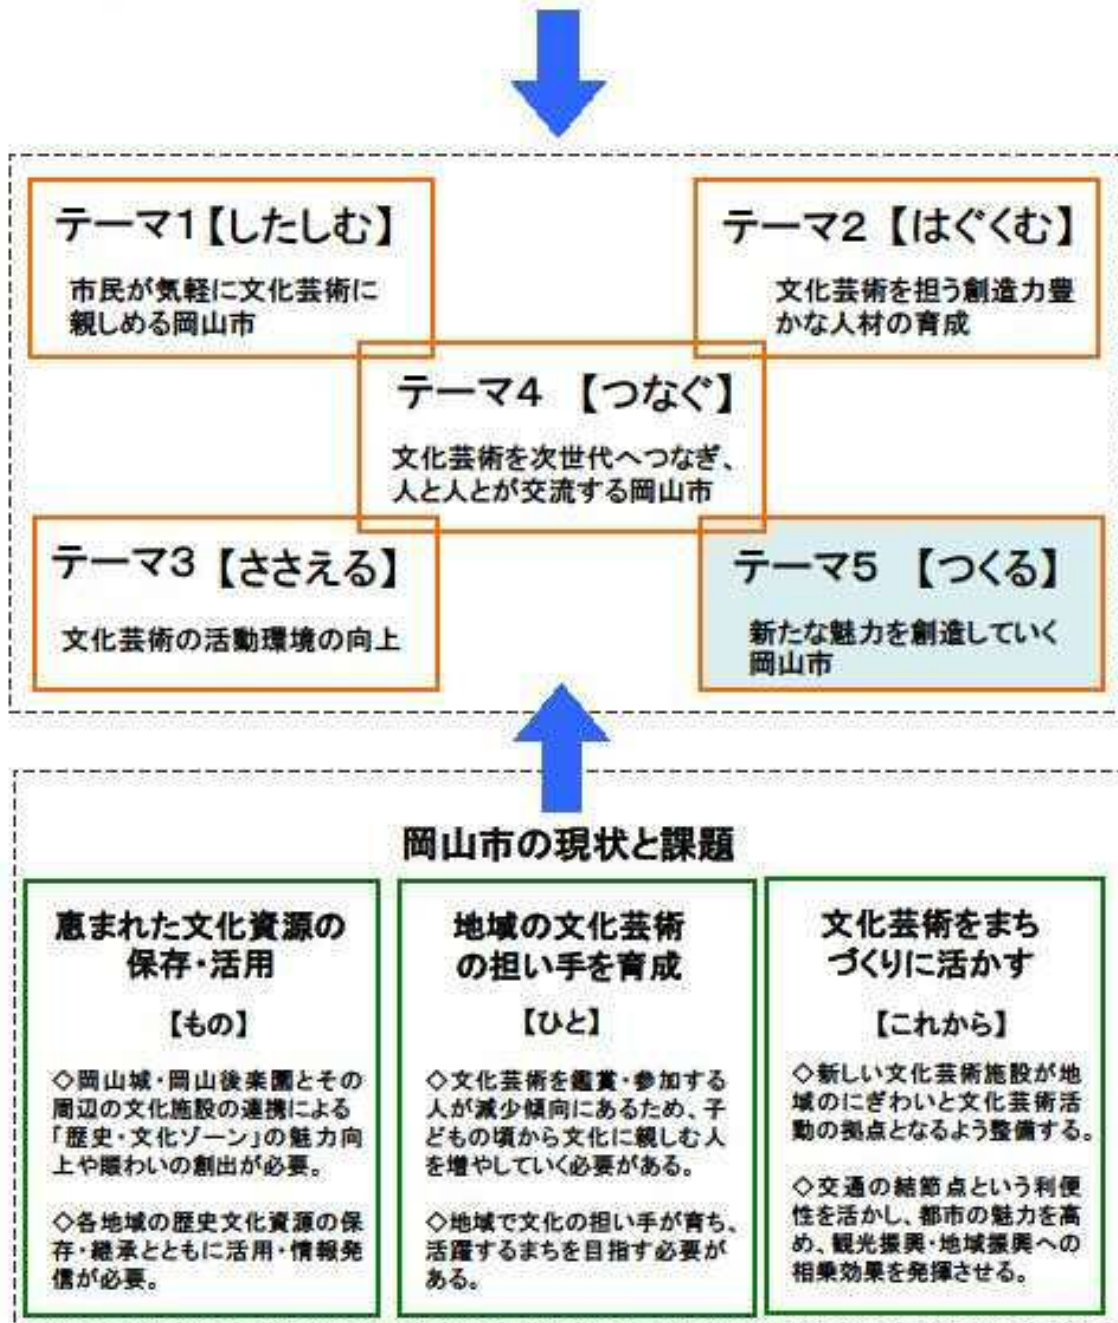 テーマ1【したしむ】
市民が気軽に文化芸術に
親しめる岡山市
テーマ2 【はぐくむ】
文化芸術を担う創造力豊
かな人材の育成
テーマ4 【つなぐ】
文化芸術を次世代へつなぎ、
人と人とが交流する岡山市
テーマ3【ささえる】
文化芸術の活動環境の向上
テーマ5 【つくる】
新たな魅力を創造していく
岡山市
岡山市の現状と課題
恵まれた文化資源の
保存・活用
【もの】
◇岡山城・岡山後楽園とその
周辺の文化施設の連携による
「歴史・文化ゾーン」の魅力向
上や賑わいの創出が必要。
◇各地域の歴史文化資源の保
存・継承とともに活用・情報発
信が必要。
地域の文化芸術
の担い手を育成
【ひと】
◇文化芸術を鑑賞・参加する
人が減少傾向にあるため、子
どもの頃から文化に親しむ人
を増やしていく必要がある。
◇地域で文化の担い手が育ち、
活躍するまちを目指す必要が
ある。
文化芸術をまち
づくりに活かす
【これから】
◇新しい文化芸術施設が地
域のにぎわいと文化芸術活
動の拠点となるよう整備する。
◇交通の結節点という利便
性を活かし、都市の魅力を高
め、観光振興・地域振興への
相乗効果を発揮させる。